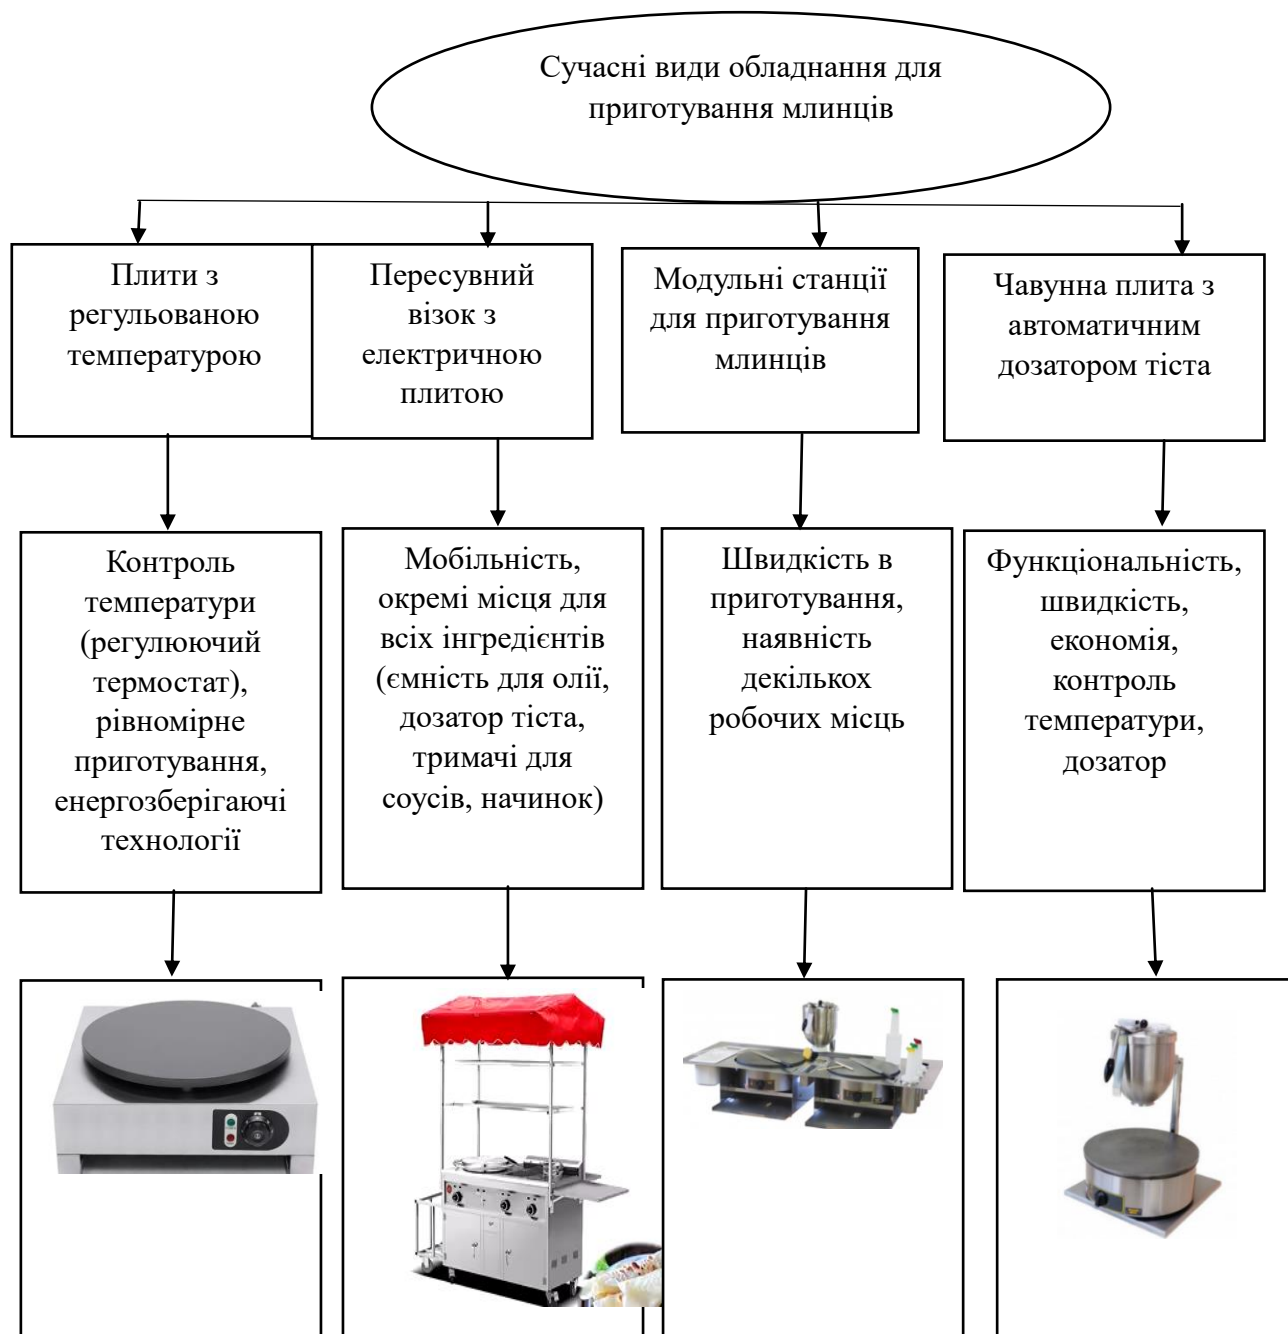 Сучасні види обладнання для
приготування млинців
Плити з
регульованою
температурою
Пересувний
візок з
електричною
плитою
Модульні станції
для приготування
млинців
Чавунна плита з
автоматичним
дозатором тіста
Контроль
температури
(регулюючий
термостат),
рівномірне
приготування,
енергозберігаючі
технології
Мобільність,
окремі місця для
всіх інгредієнтів
(ємність для олії,
дозатор тіста,
тримачі для
соусів, начинок)
Швидкість в
приготування,
наявність
декількох
робочих місць
Функціональність,
швидкість,
економія,
контроль
температури,
дозатор